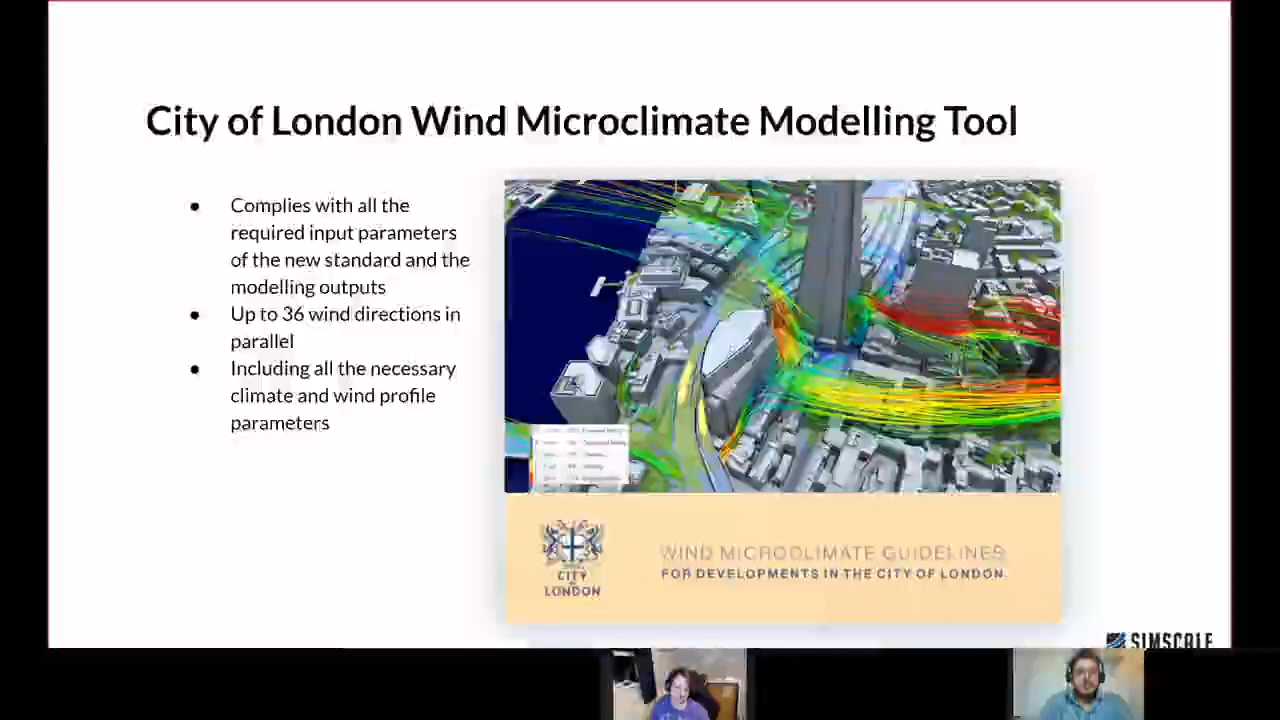 City of London Wind Microclimate Modelling Tool
● Complies with all the
required input parameters
of the new standard and the
modelling outputs
● Up to 36 wind directions in
parallel
● Including all the necessary
climate and wind profile
parameters
CITY
LONDON
WIND MICROCLIMATE GUIDELINES
FOR DEVELOPMENTS IN THE CITY OF LONDON
SIMSCALE